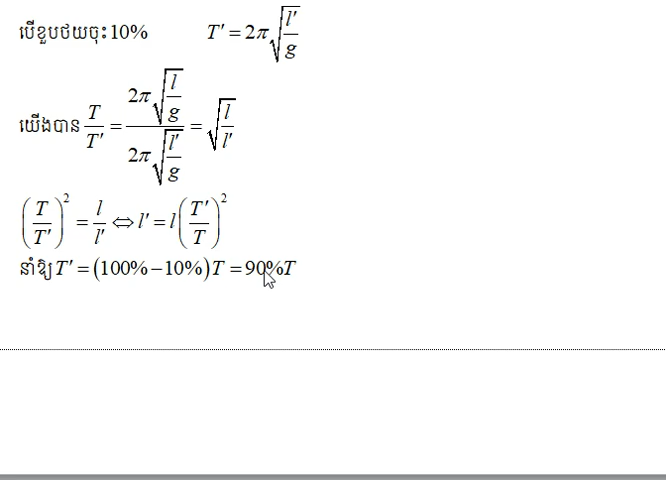 បើខួបថយចុះ10% T′ = 2π√(l′/g)
យើងបាន T/T′ = (2π√(l/g))/(2π√(l′/g)) = √(l/l′)
(T/T′)² = l/l′ ⇔ l′ = l(T′/T)²
នាំឱ្យ T′ = (100% − 10%)T = 90%T